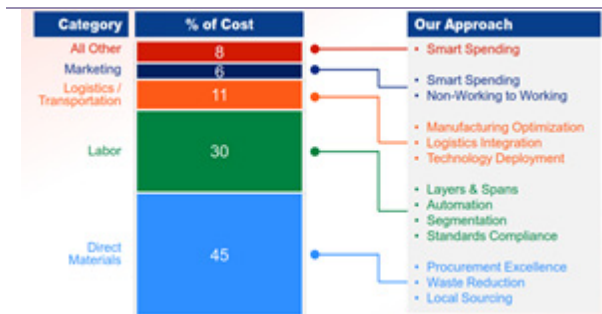 Category
% of Cost
Our Approach
All Other
8
• Smart Spending
Marketing
6
• Smart Spending
• Non-Working to Working
Logistics /
Transportation
11
• Manufacturing Optimization
• Logistics Integration
• Technology Deployment
Labor
30
• Layers & Spans
• Automation
• Segmentation
• Standards Compliance
Direct
Materials
45
• Procurement Excellence
• Waste Reduction
• Local Sourcing